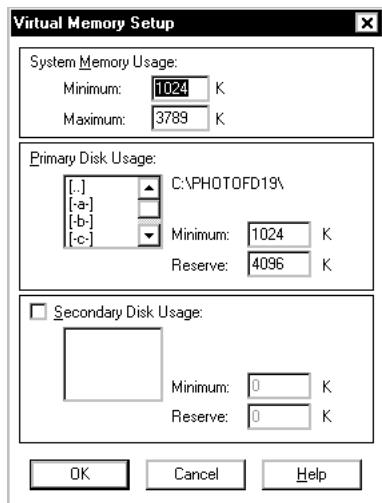 Virtual Memory Setup
System Memory Usage:
Minimum: 1024 K
Maximum: 3789 K
Primary Disk Usage:
[..]
[-a-]
[-b-]
[-c-]
C:\PHOTOFD19\
Minimum: 1024 K
Reserve: 4096 K
Secondary Disk Usage:
Minimum: 0 K
Reserve: 0 K
OK Cancel Help